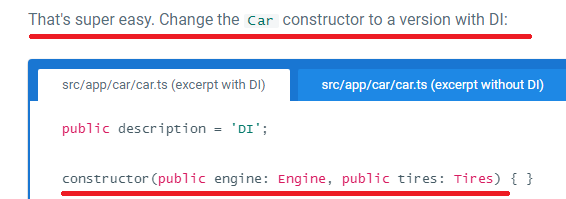 That's super easy. Change the Car constructor to a version with DI:
src/app/car/car.ts (excerpt with DI)
src/app/car/car.ts (excerpt without DI)
public description = 'DI';
constructor(public engine: Engine, public tires: Tires) { }